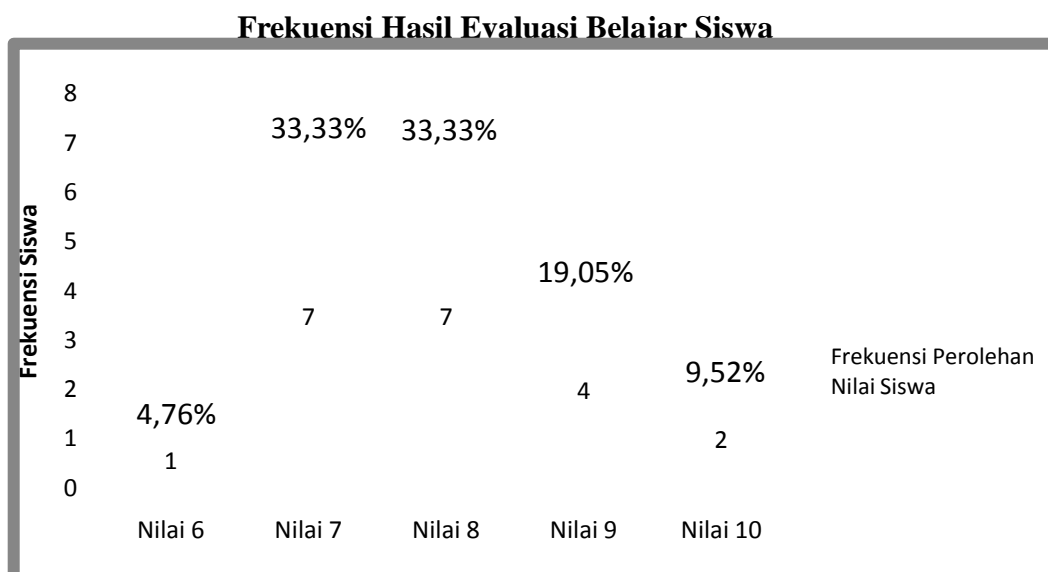 Frekuensi Hasil Evaluasi Belajar Siswa
8
7
6
5
4
3
2
1
0
Frekuensi Siswa
33,33%
33,33%
19,05%
9,52%
4,76%
7
7
4
2
1
Nilai 6
Nilai 7
Nilai 8
Nilai 9
Nilai 10
Frekuensi Perolehan
Nilai Siswa